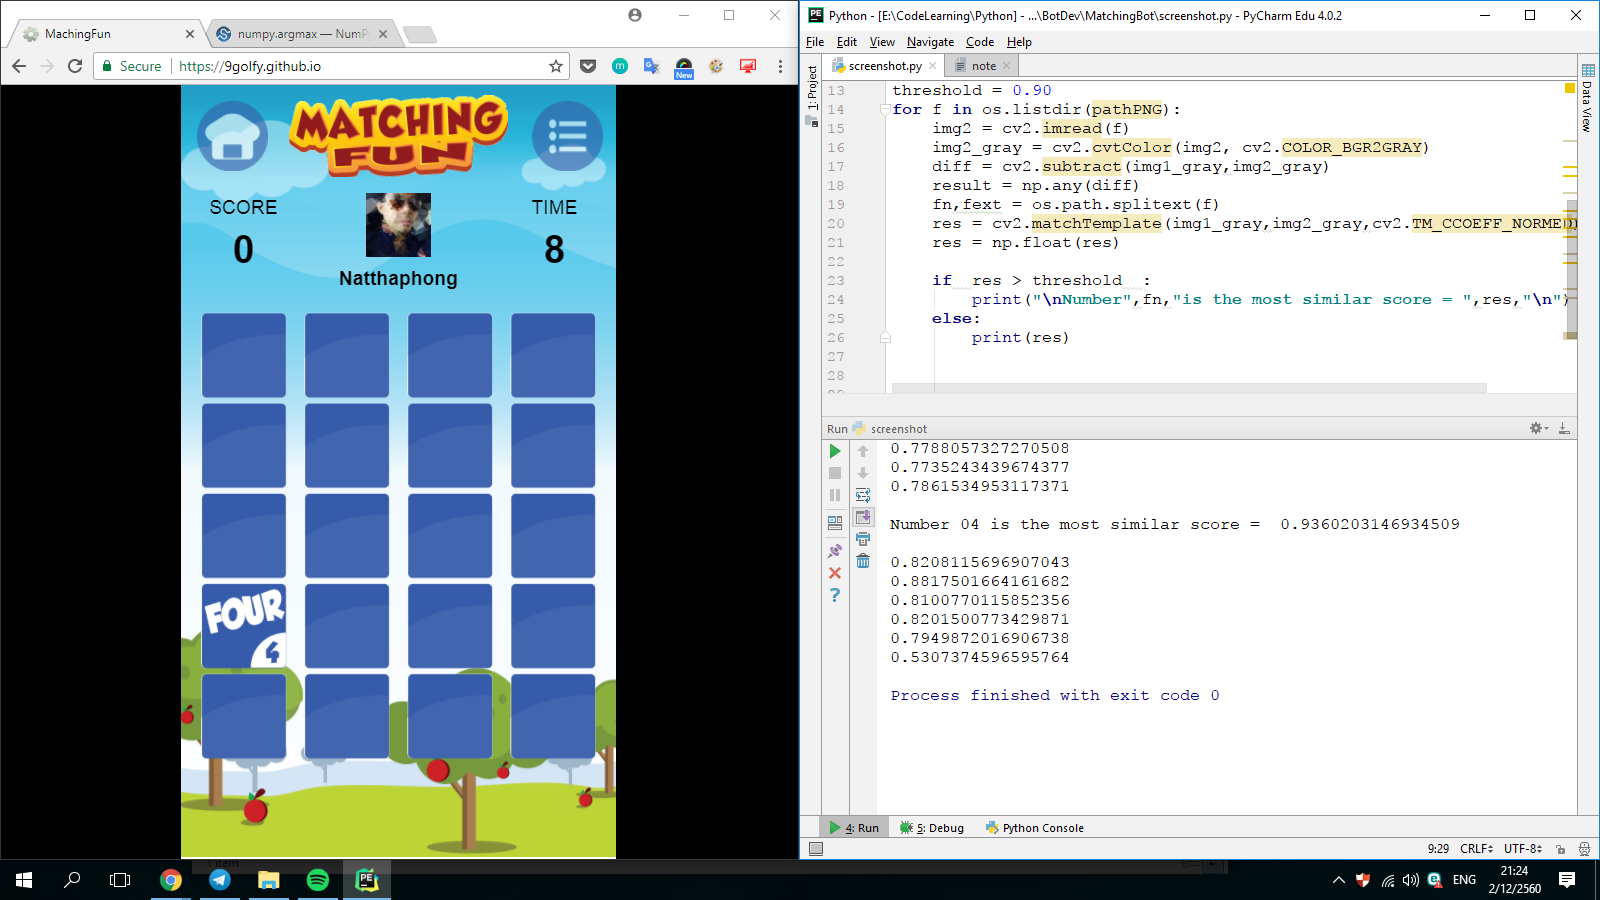 MachingFun
numpy.argmax — NumP
Secure
https://9golfy.github.io
New
MATCHING
FUN
SCORE
0
TIME
8
Natthaphong
FOUR
4
1 item
PE
Python - [E:\CodeLearning\Python] - ...\BotDev\MatchingBot\screenshot.py - PyCharm Edu 4.0.2
File Edit View Navigate Code Help
1: Project
screenshot.py
note
Data View
13 threshold = 0.90
14 for f in os.listdir(pathPNG):
15 img2 = cv2.imread(f)
16 img2_gray = cv2.cvtColor(img2, cv2.COLOR_BGR2GRAY)
17 diff = cv2.subtract(img1_gray,img2_gray)
18 result = np.any(diff)
19 fn,fext = os.path.splitext(f)
20 res = cv2.matchTemplate(img1_gray,img2_gray,cv2.TM_CCOEFF_NORMED)
21 res = np.float(res)
22
23 if res > threshold :
24 print("\nNumber",fn,"is the most similar score = ",res,"\n")
25 else:
26 print(res)
27
28
Run screenshot
0.7788057327270508
0.7735243439674377
0.7861534953117371
Number 04 is the most similar score =  0.9360203146934509
0.8208115696907043
0.8817501664161682
0.8100770115852356
0.8201500773429871
0.7949872016906738
0.5307374596595764
Process finished with exit code 0
4: Run
5: Debug
Python Console
9:29 CRLF UTF-8
PE
ENG
21:24
2/12/2560